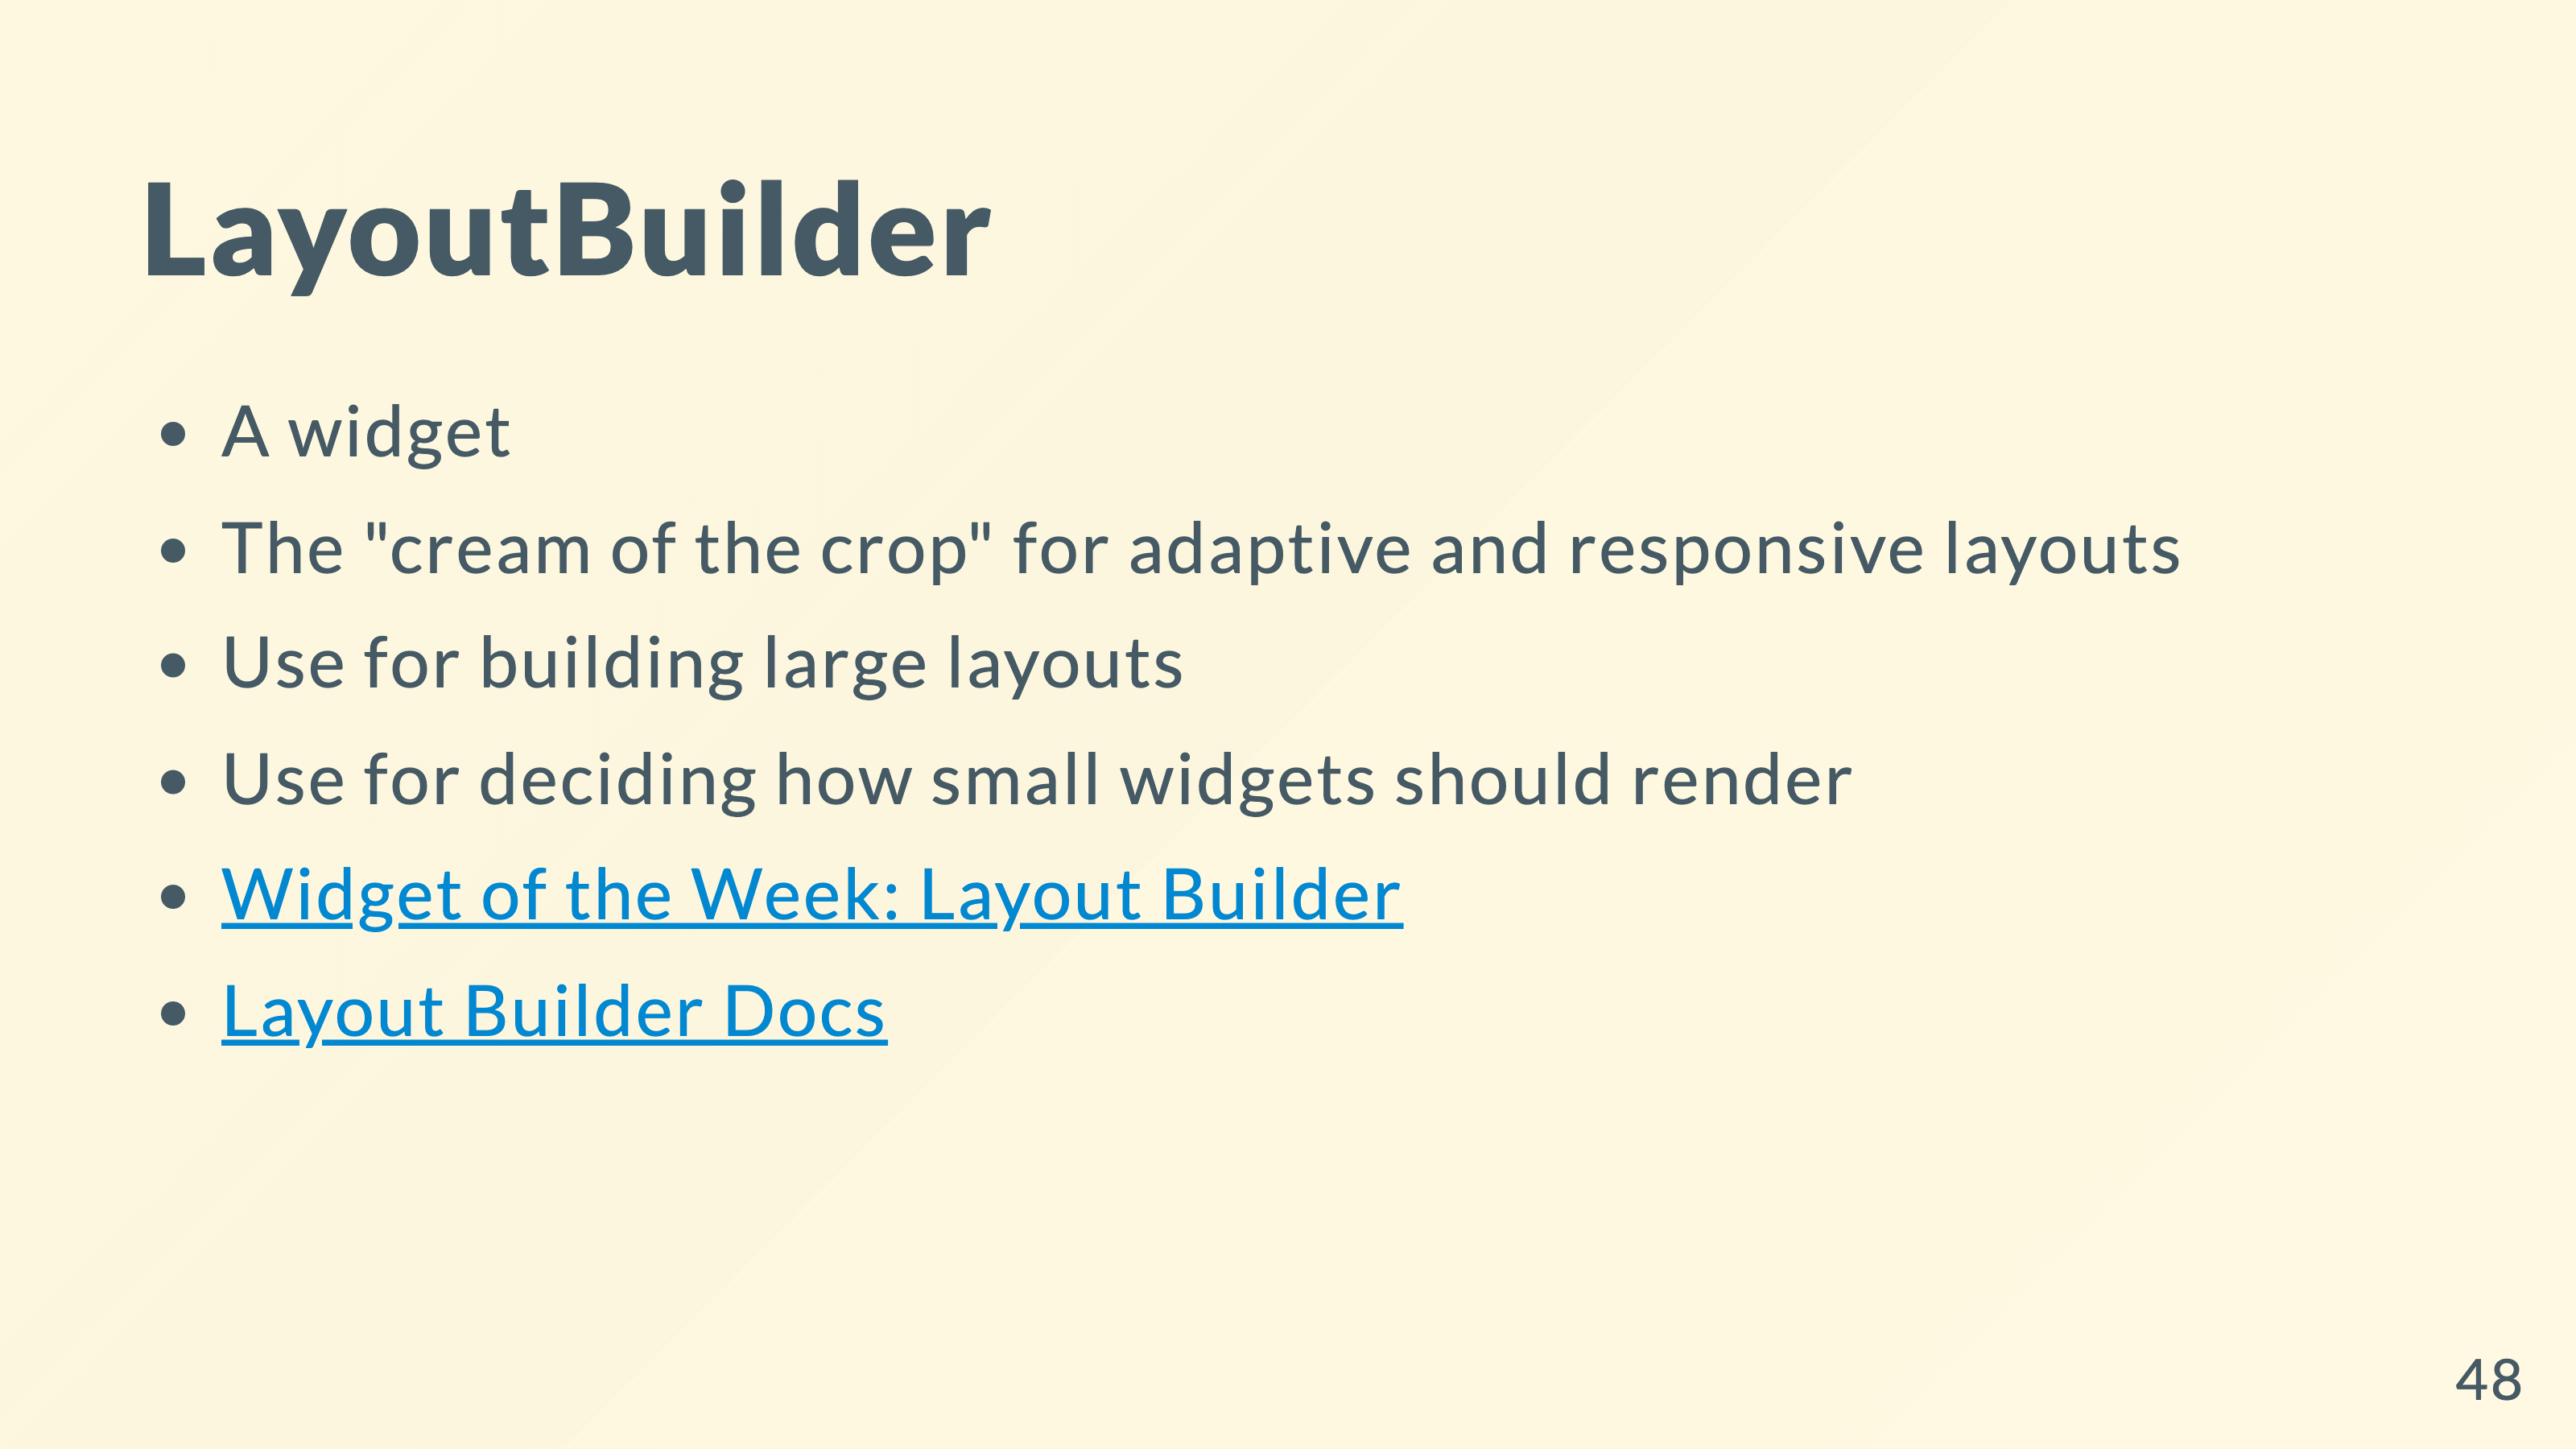 LayoutBuilder
• A widget
• The "cream of the crop" for adaptive and responsive layouts
• Use for building large layouts
• Use for deciding how small widgets should render
• Widget of the Week: Layout Builder
• Layout Builder Docs
48